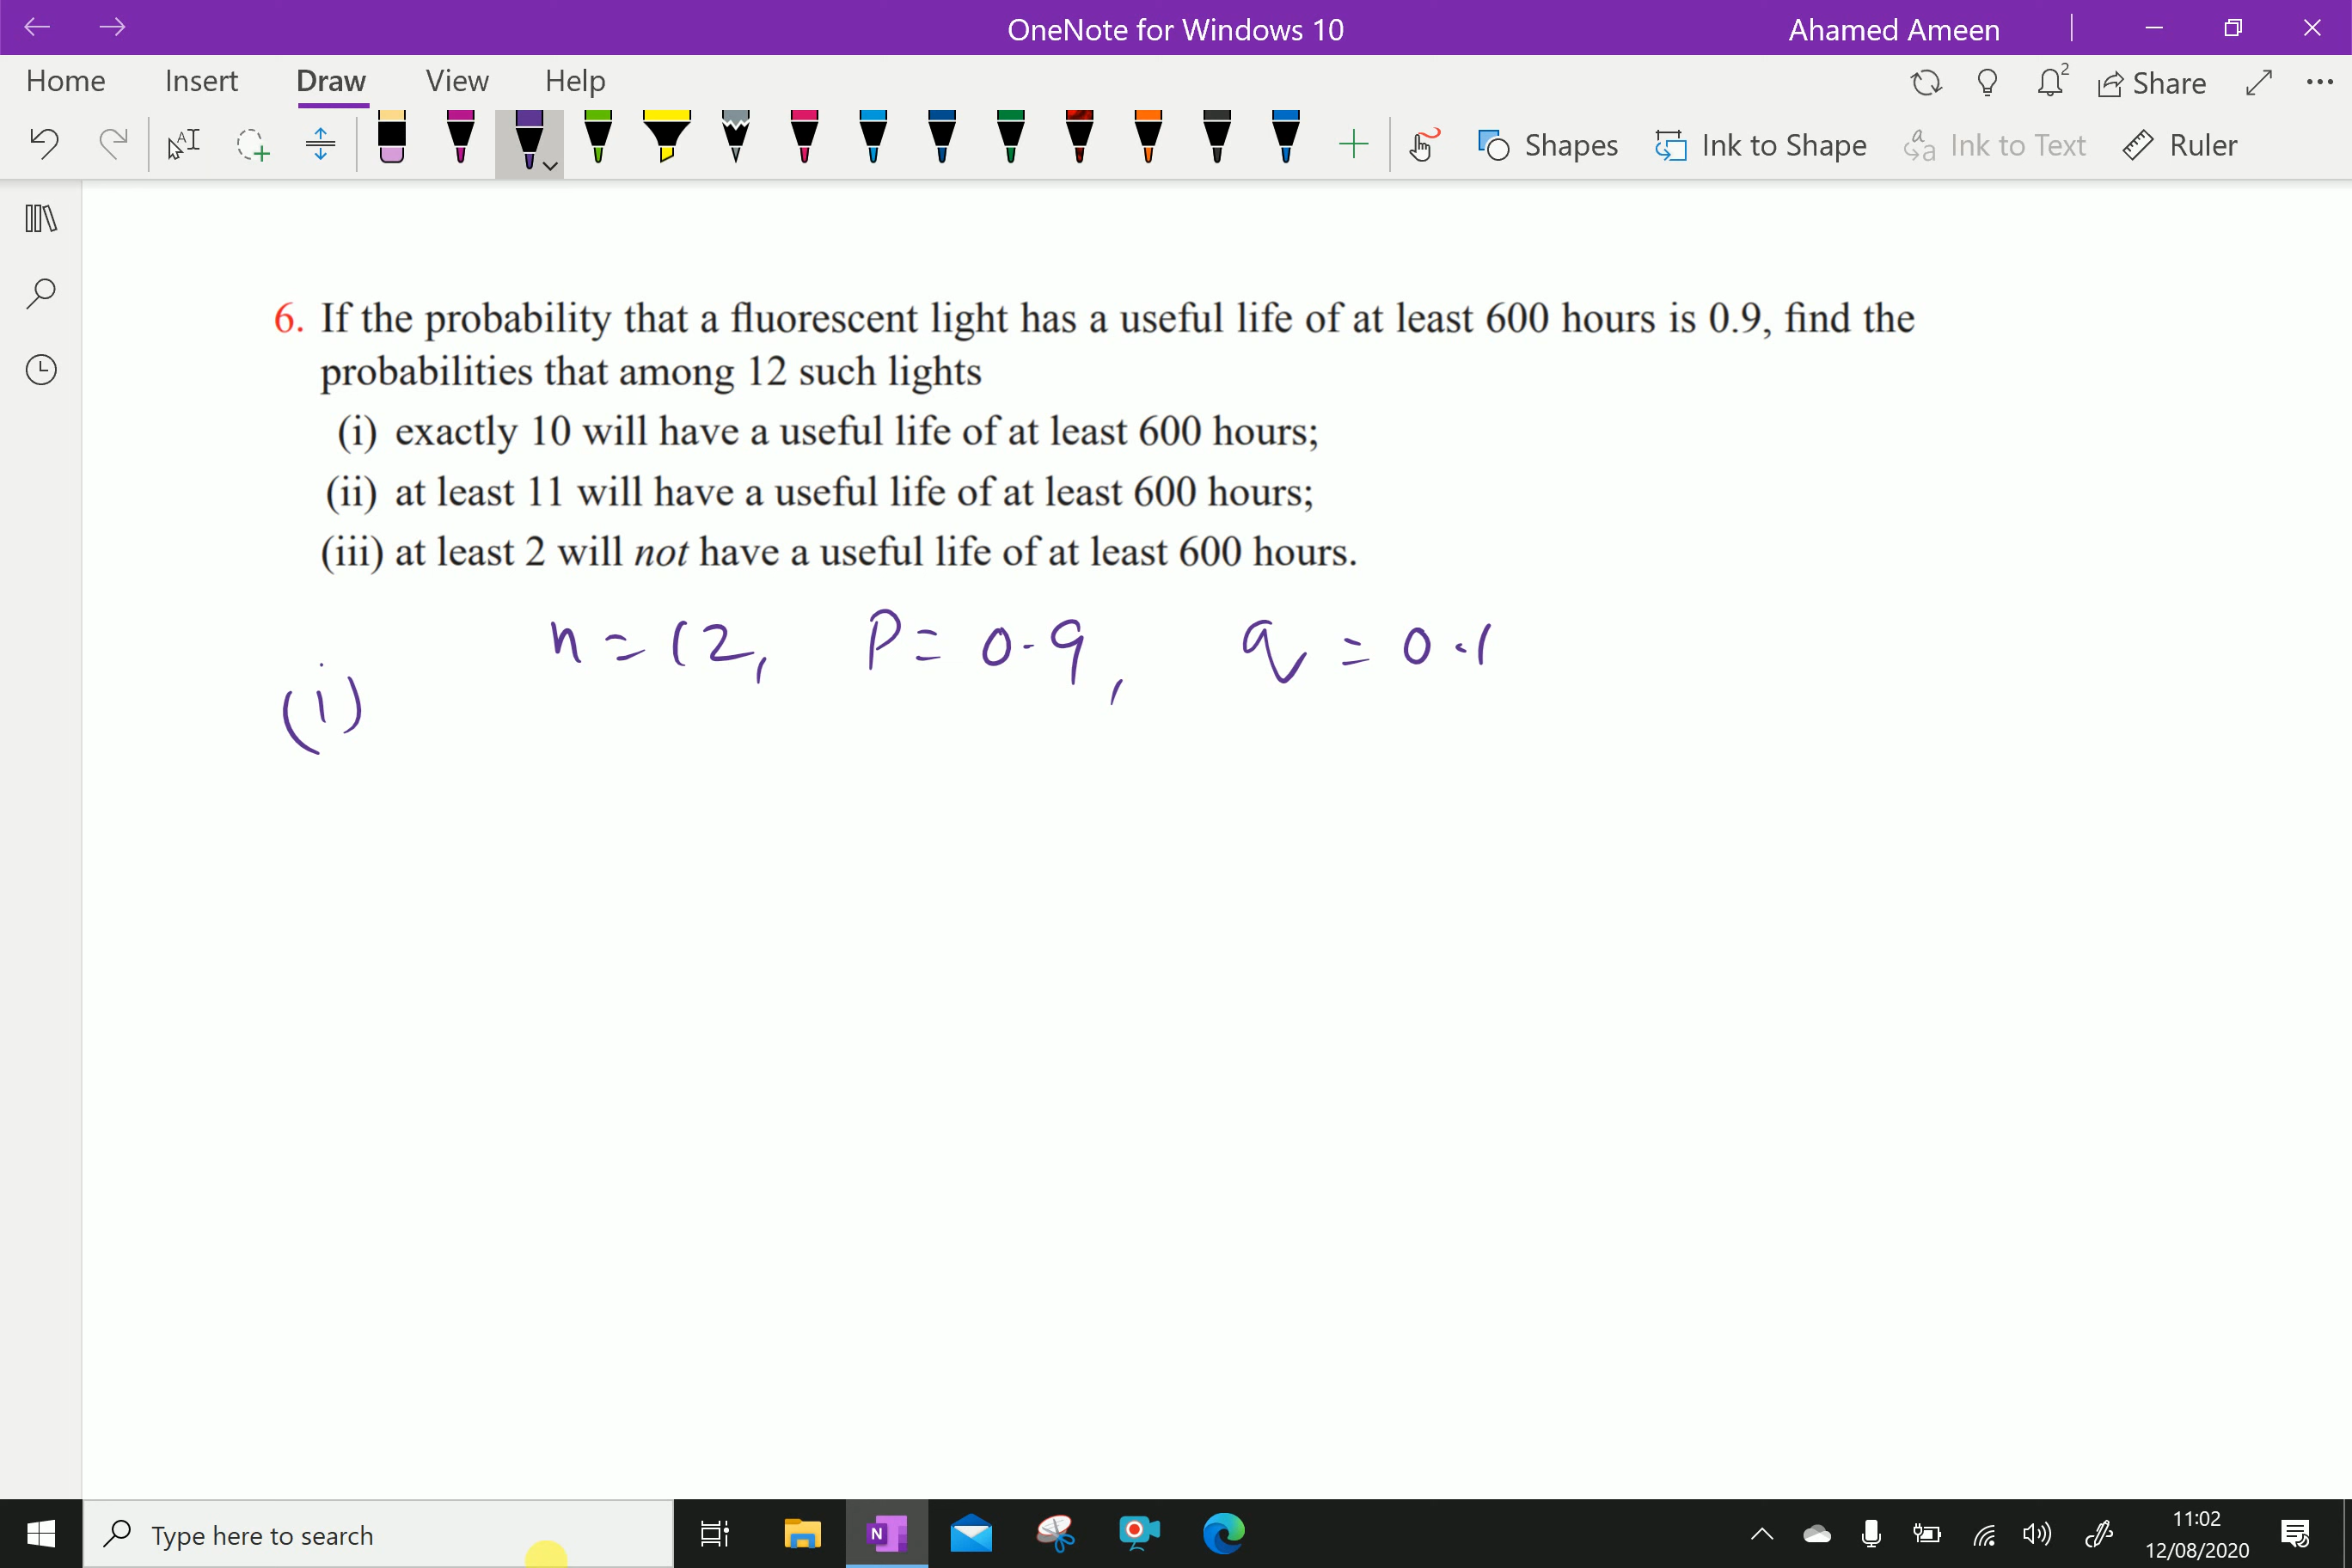 OneNote for Windows 10 Ahamed Ameen
Home Insert Draw View Help 2 Share
Shapes Ink to Shape Ink to Text Ruler
6. If the probability that a fluorescent light has a useful life of at least 600 hours is 0.9, find the
probabilities that among 12 such lights
(i) exactly 10 will have a useful life of at least 600 hours;
(ii) at least 11 will have a useful life of at least 600 hours;
(iii) at least 2 will not have a useful life of at least 600 hours.
n = 12, P = 0.9, q = 0.1
(i)
Type here to search
11:02
12/08/2020